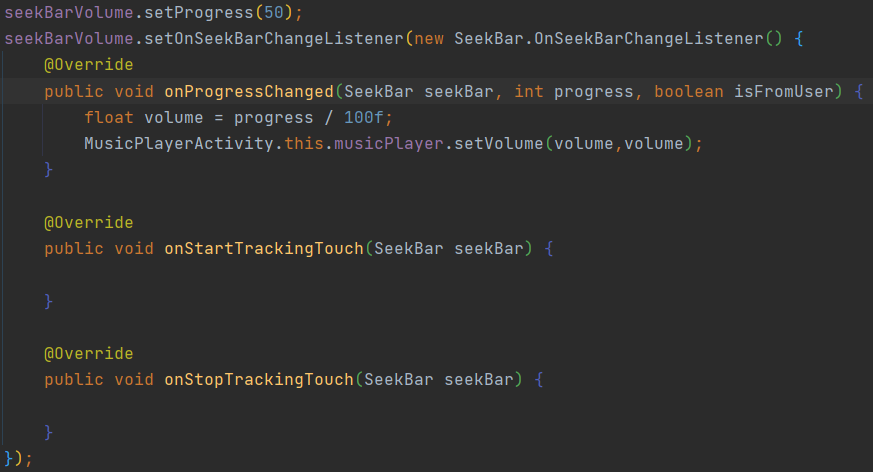 seekBarVolume.setProgress(50);
seekBarVolume.setOnSeekBarChangeListener(new SeekBar.OnSeekBarChangeListener() {
    @Override
    public void onProgressChanged(SeekBar seekBar, int progress, boolean isFromUser) {
        float volume = progress / 100f;
        MusicPlayerActivity.this.musicPlayer.setVolume(volume,volume);
    }

    @Override
    public void onStartTrackingTouch(SeekBar seekBar) {

    }

    @Override
    public void onStopTrackingTouch(SeekBar seekBar) {

    }
});